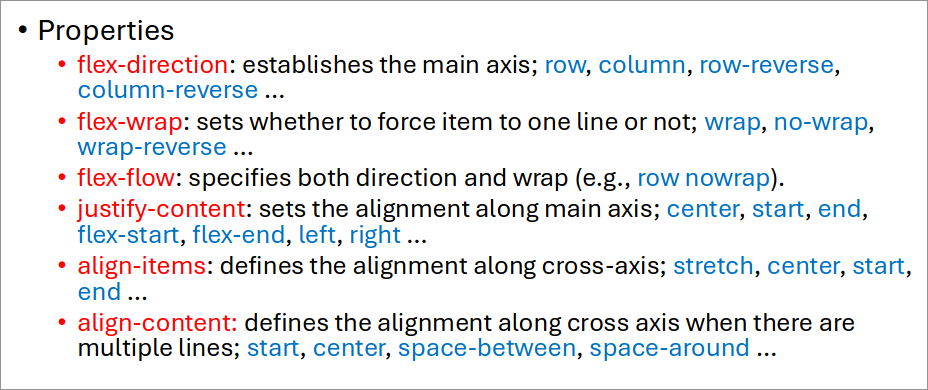 • Properties
• flex-direction: establishes the main axis; row, column, row-reverse,
column-reverse ...
• flex-wrap: sets whether to force item to one line or not; wrap, no-wrap,
wrap-reverse ...
• flex-flow: specifies both direction and wrap (e.g., row nowrap).
• justify-content: sets the alignment along main axis; center, start, end,
flex-start, flex-end, left, right ...
• align-items: defines the alignment along cross-axis; stretch, center, start,
end ...
• align-content: defines the alignment along cross axis when there are
multiple lines; start, center, space-between, space-around ...